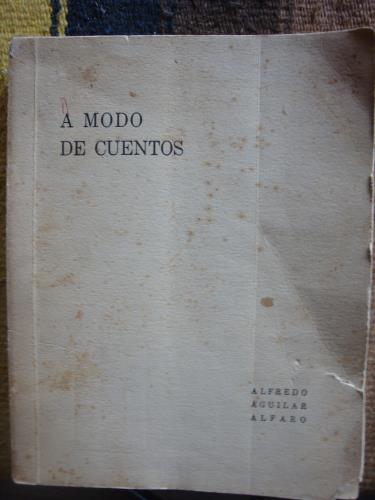 A MODO
DE CUENTOS
ALFREDO
AGUILAR
ALFARO